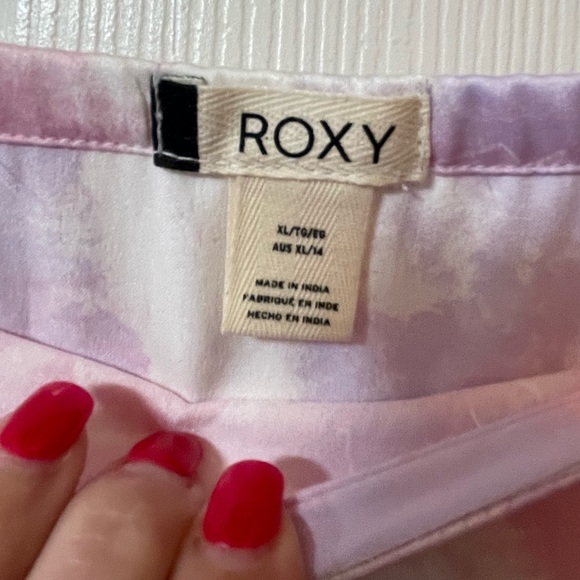 ROXY
XL/TG/EG
AUS XL/14
MADE IN INDIA
FABRIQUÉ EN INDE
HECHO EN INDIA